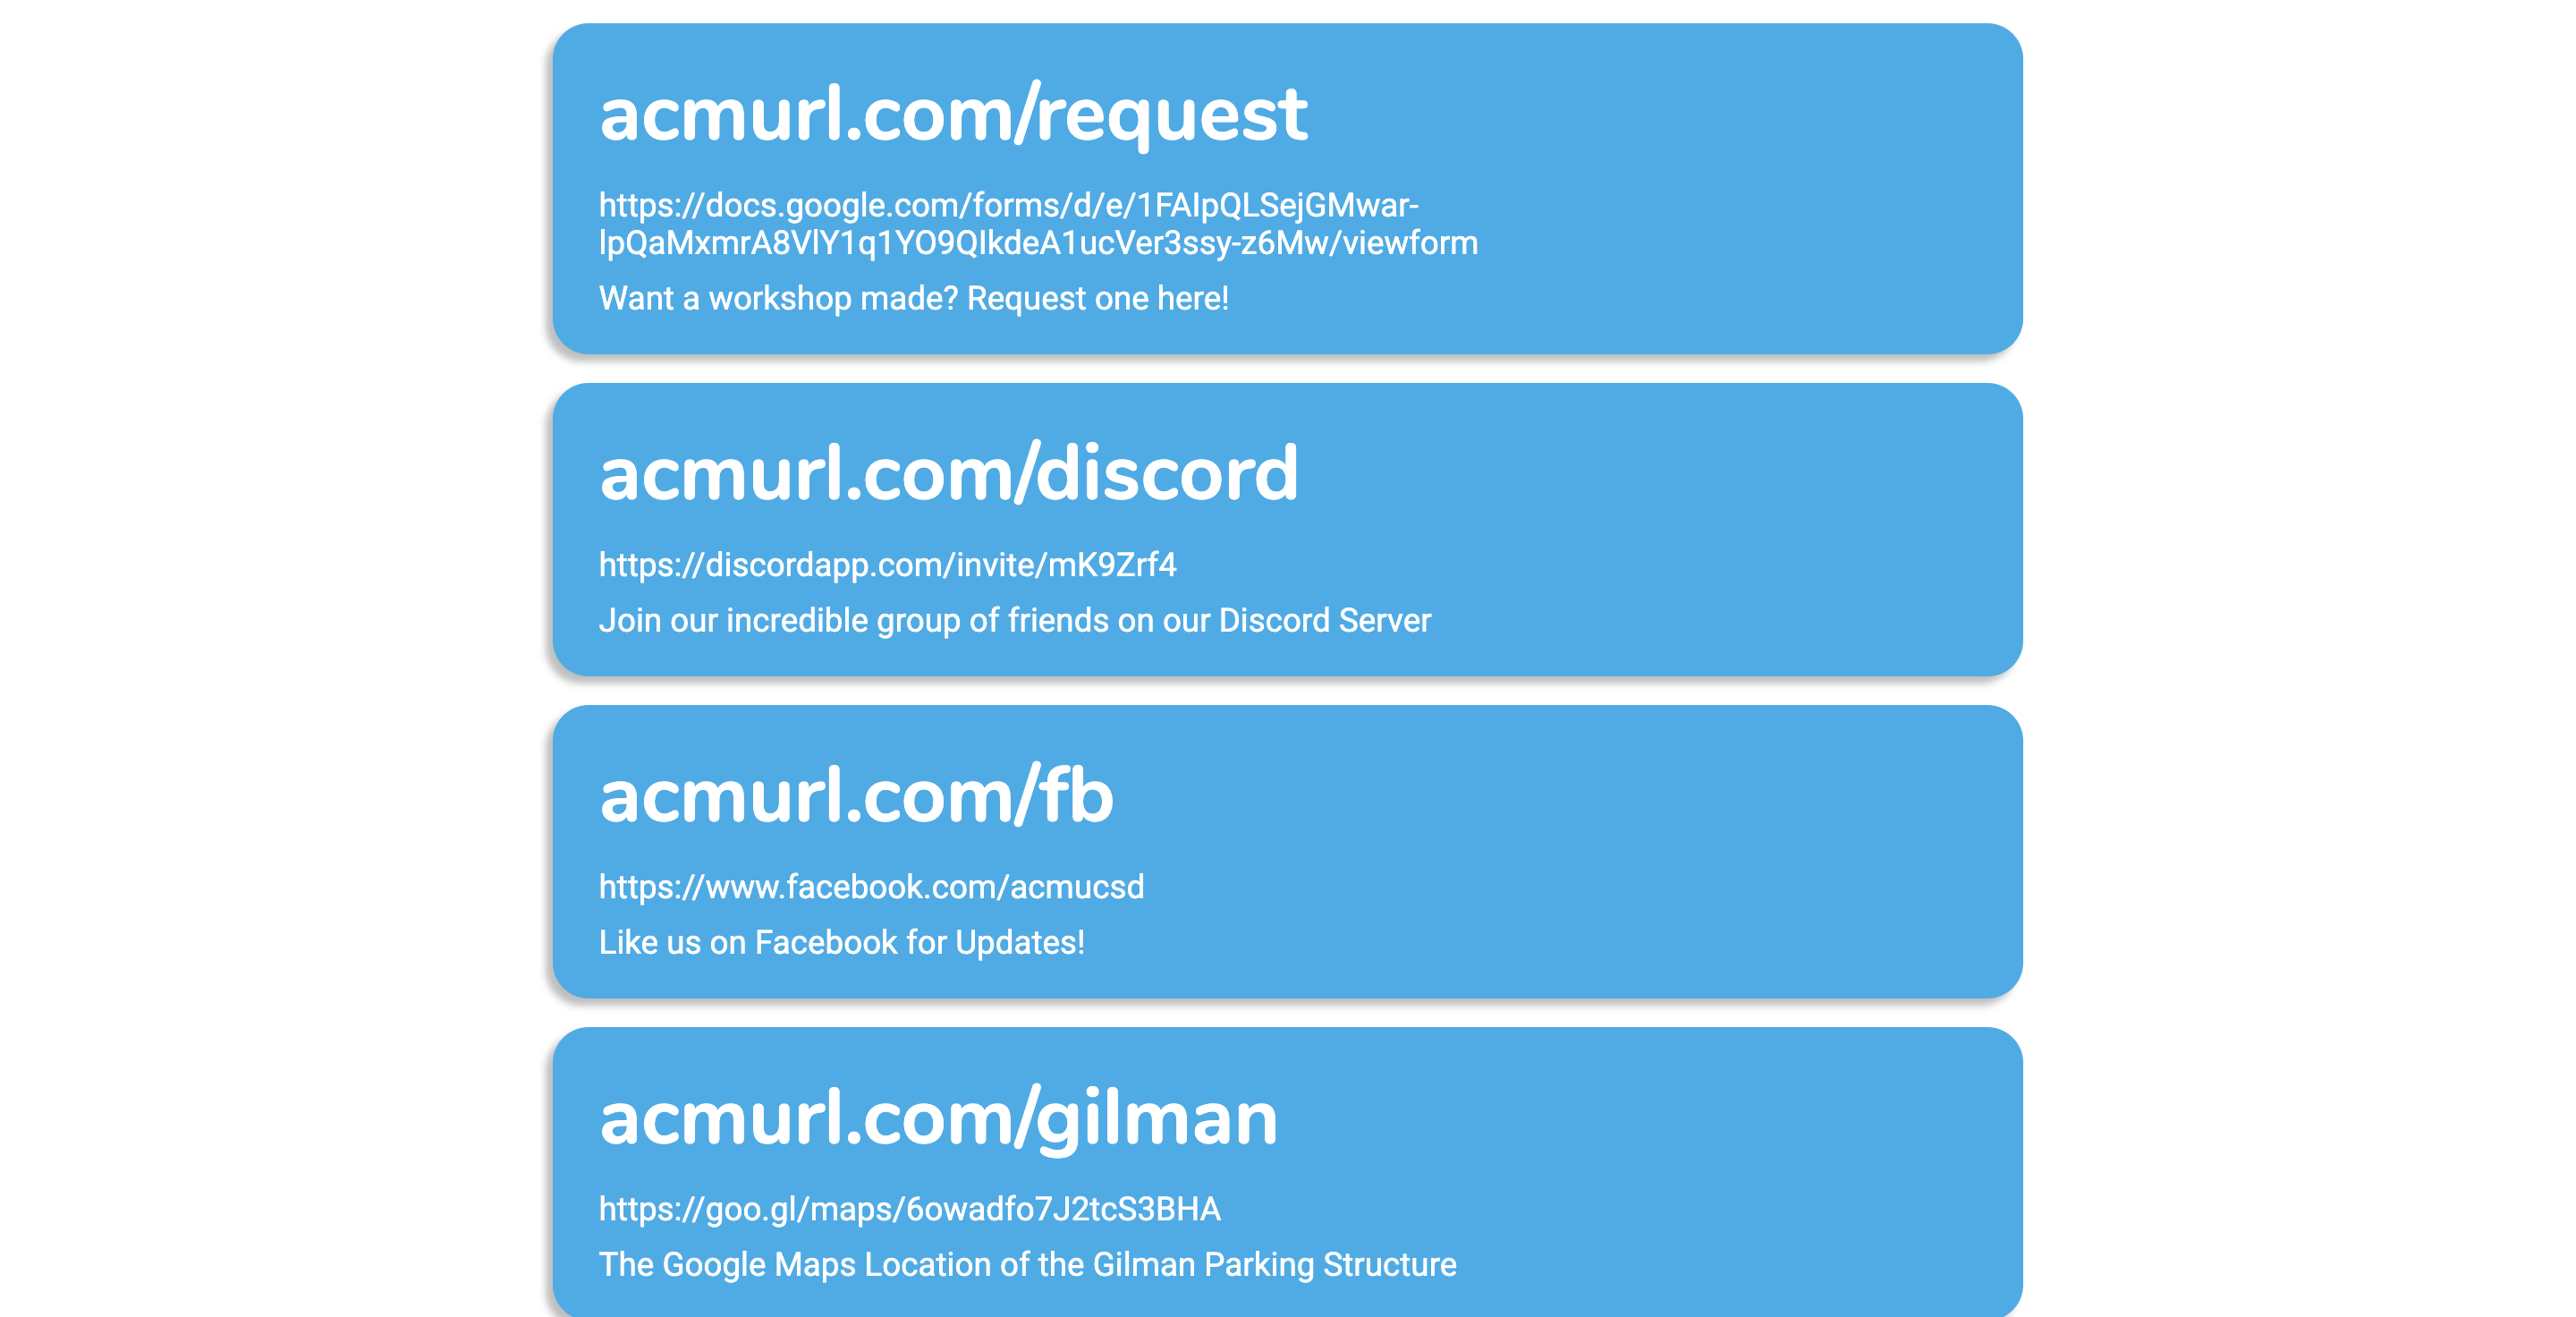 acmurl.com/request
https://docs.google.com/forms/d/e/1FAIpQLSejGMwar-
lpQaMxmrA8VlY1q1YO9QIkdeA1ucVer3ssy-z6Mw/viewform
Want a workshop made? Request one here!
acmurl.com/discord
https://discordapp.com/invite/mK9Zrf4
Join our incredible group of friends on our Discord Server
acmurl.com/fb
https://www.facebook.com/acmucsd
Like us on Facebook for Updates!
acmurl.com/gilman
https://goo.gl/maps/6owadfo7J2tcS3BHA
The Google Maps Location of the Gilman Parking Structure